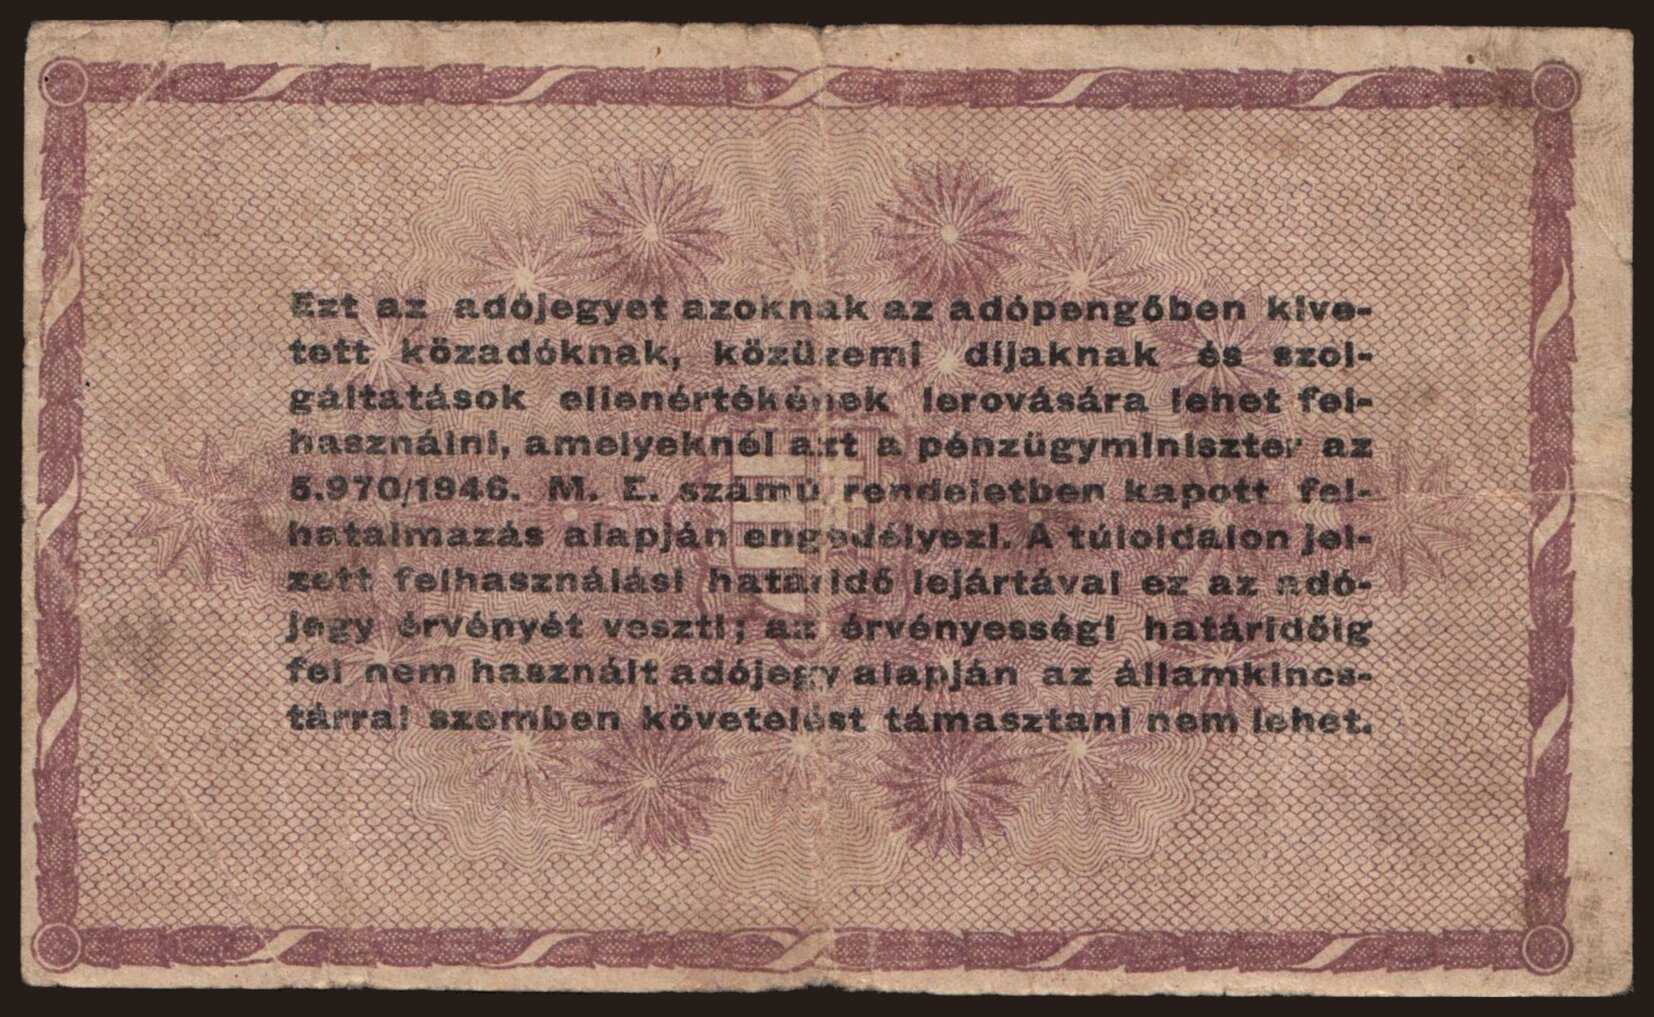 Ezt az adójegyet azoknak az adópengőben kive-
tett közadóknak, közüzemi díjaknak és szol-
gáltatások ellenértékének lerovására lehet fel-
használni, amelyeknél azt a pénzügyminiszter az
5.970/1946. M. E. számú rendeletben kapott fel-
hatalmazás alapján engedélyezi. A túloldalon jel-
zett felhasználási határidő lejártával ez az adó-
jegy érvényét veszti; az érvényességi határidőig
fel nem használt adójegy alapján az államkincs-
tárral szemben követelést támasztani nem lehet.